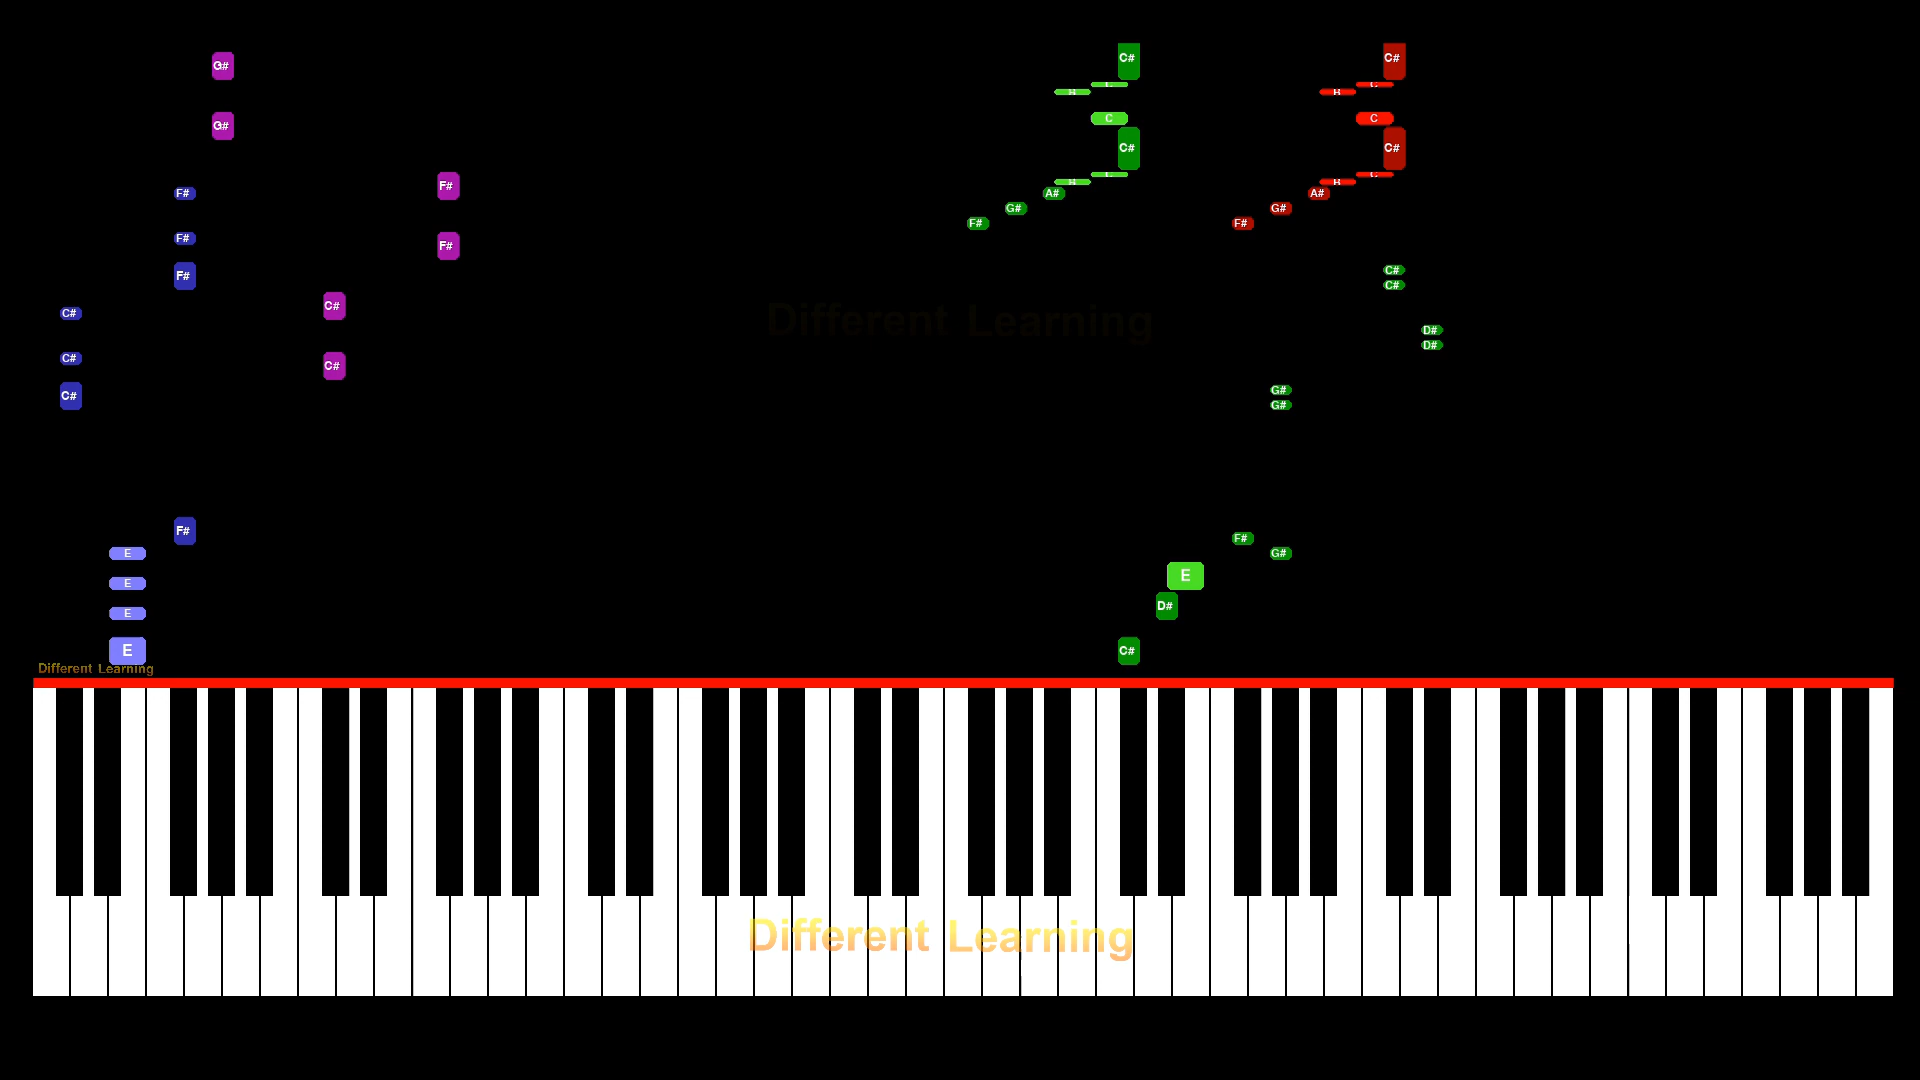 C# C#
G#
C C
B B
C C
G#
C# C#
C C
B B
F# F# A# A#
G# G#
F# F#
F#
F#
C#
F# C#
C#
C#
D#
D#
C#
C#
G#
C#
G#
F#
F#
E G#
E
E
D#
E
E C#
Different Learning
Different Learning
Different Learning